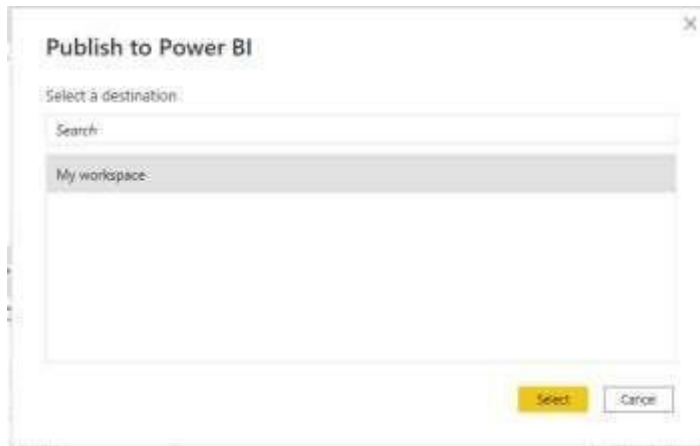 Publish to Power BI
Select a destination
Search
My workspace
Select
Cancel